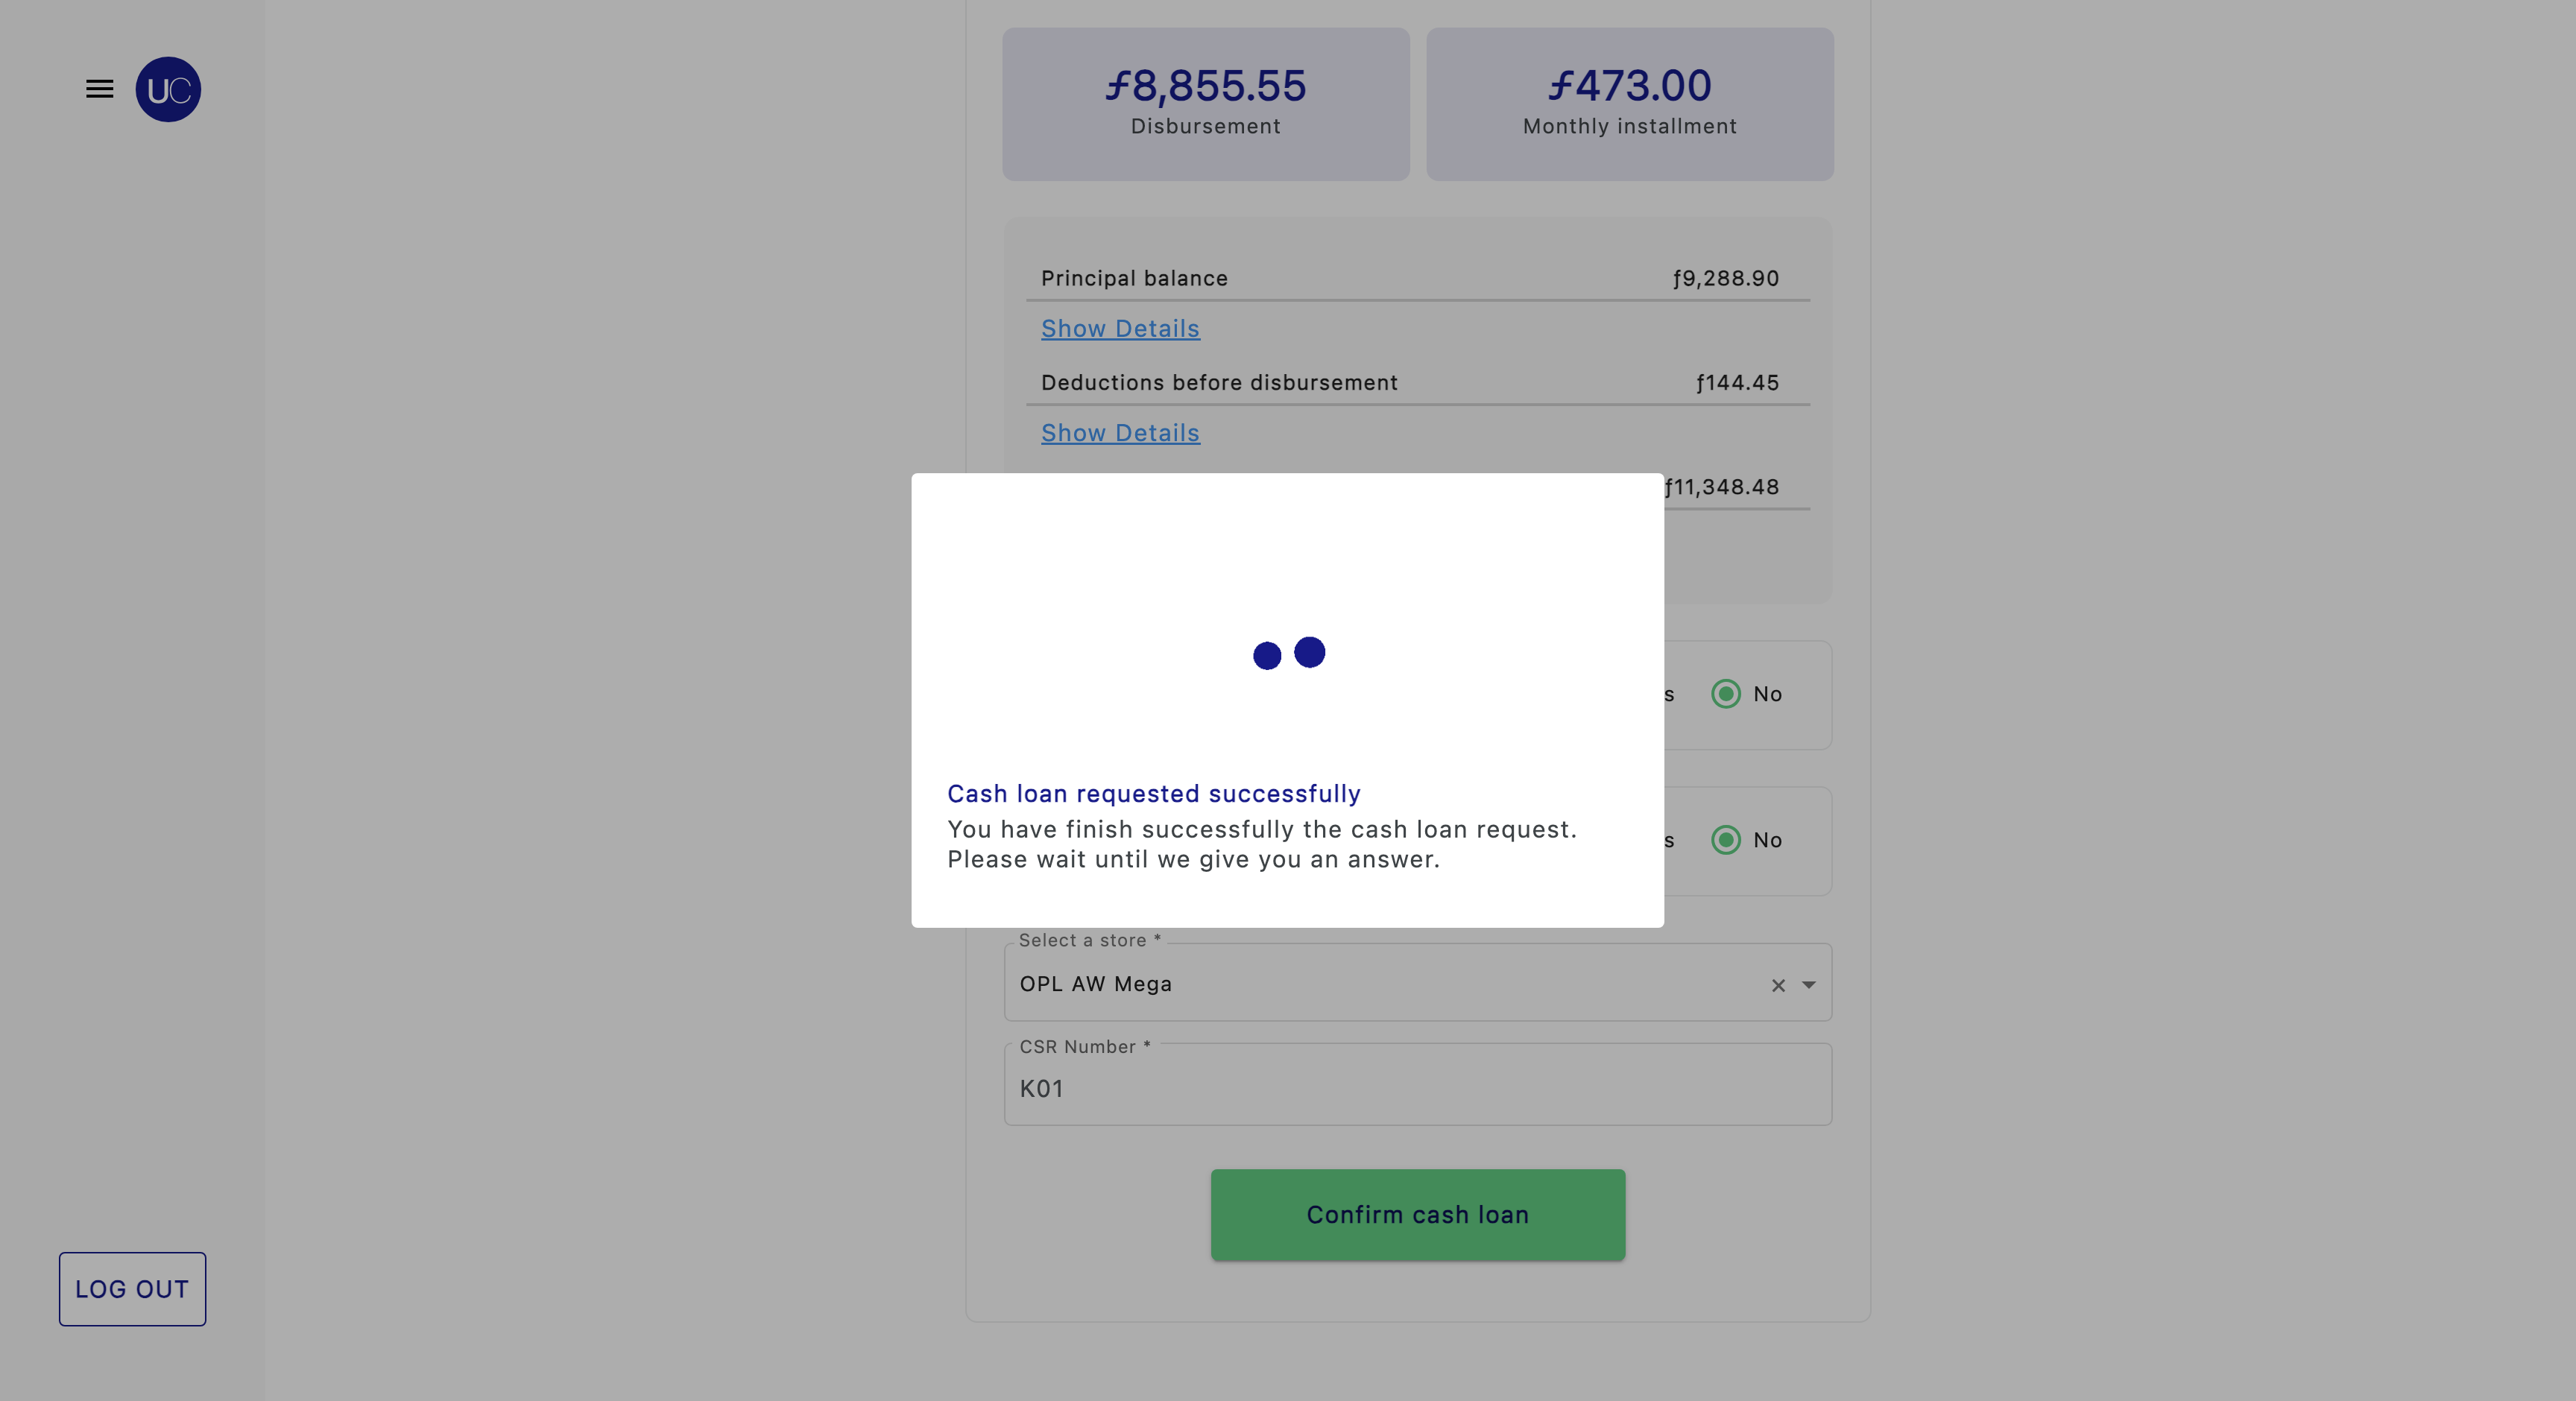 UC
ƒ8,855.55
Disbursement
ƒ473.00
Monthly installment
Principal balance ƒ9,288.90
Show Details
Deductions before disbursement ƒ144.45
Show Details
ƒ11,348.48
s No
Cash loan requested successfully
You have finish successfully the cash loan request.
Please wait until we give you an answer.
s No
Select a store *
OPL AW Mega
CSR Number *
K01
Confirm cash loan
LOG OUT